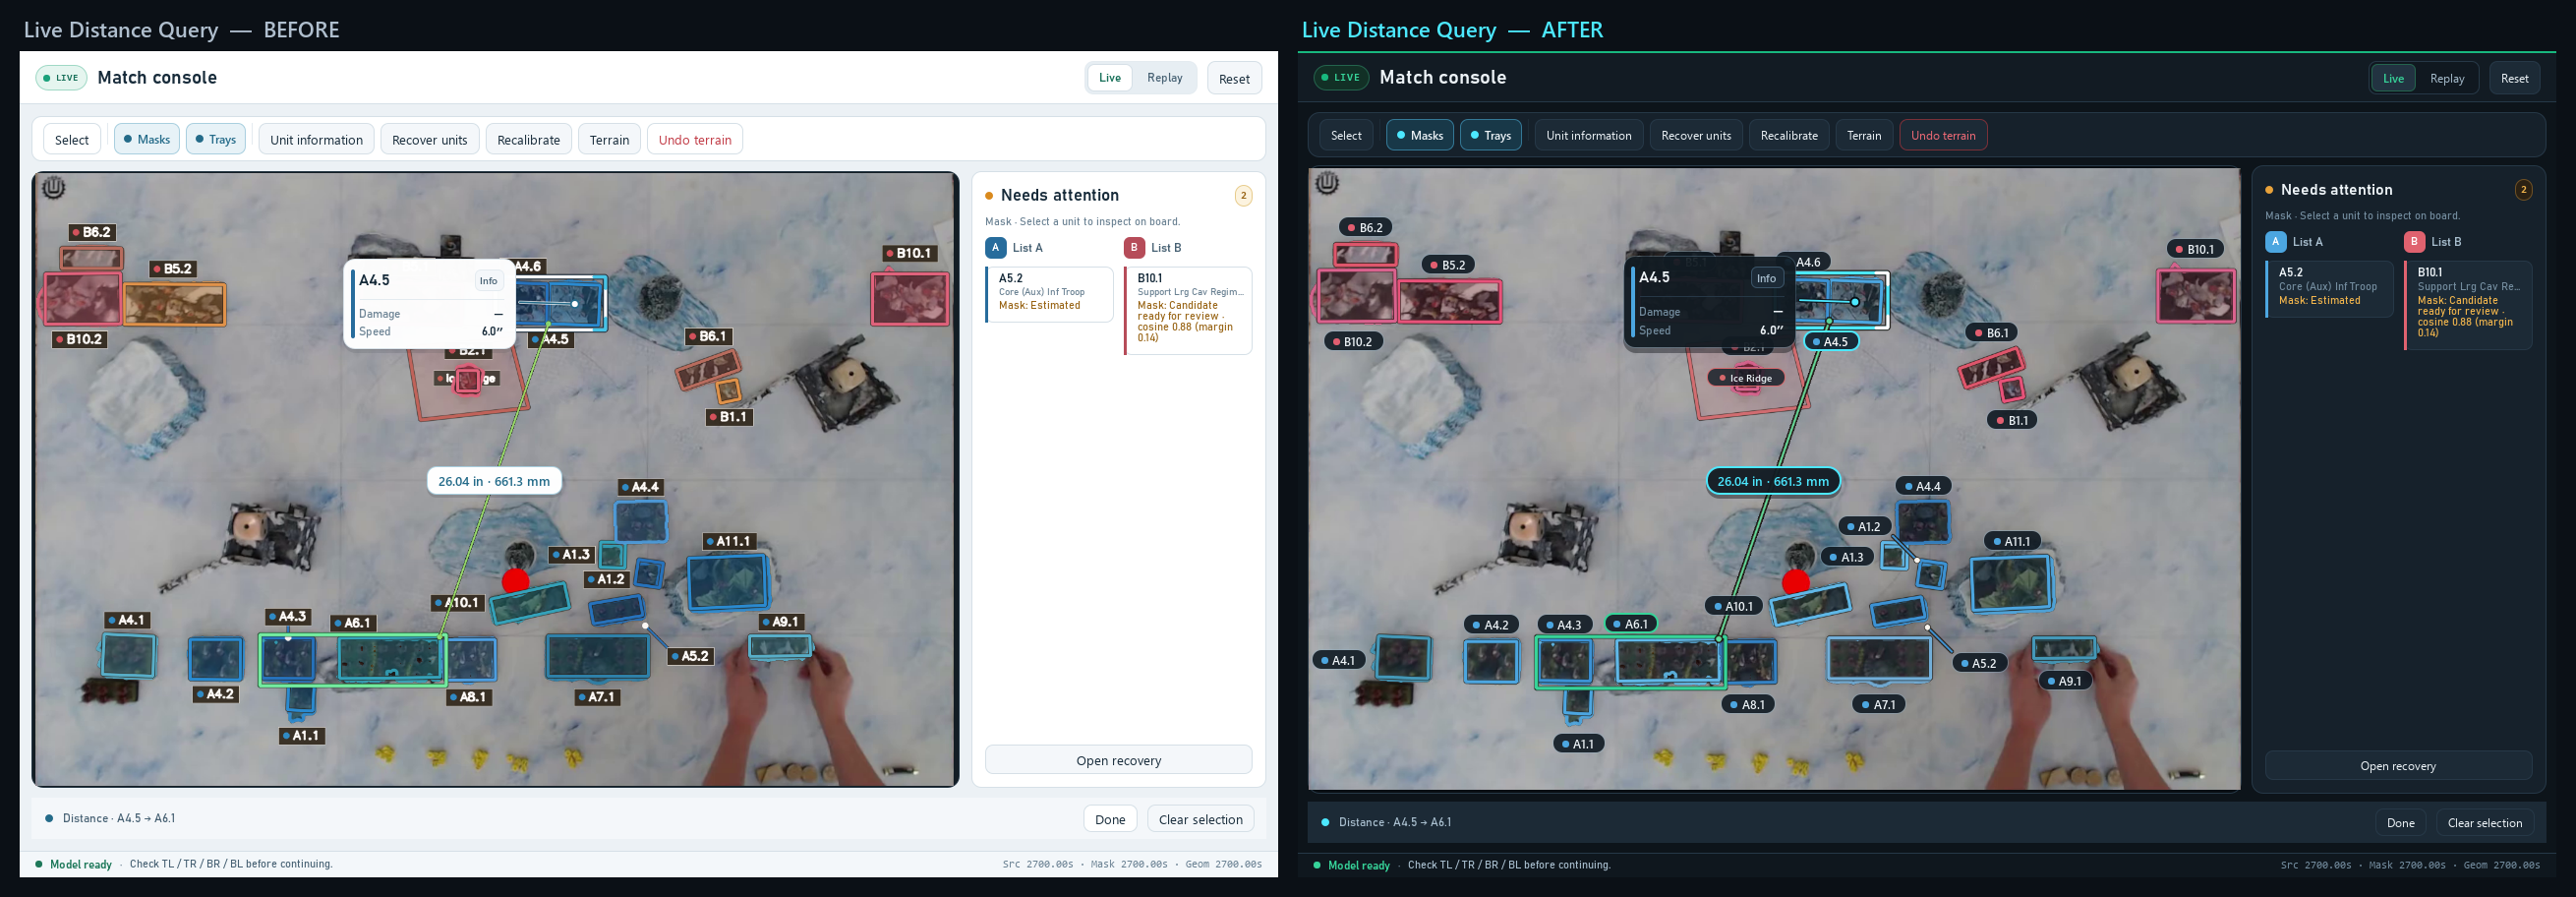 Live Distance Query — BEFORE
LIVE Match console
Live Replay Reset
Select Masks Trays Unit information Recover units Recalibrate Terrain Undo terrain
B6.2
B5.2
B10.2
A4.6
B10.1
A4.5 Info
Damage —
Speed 6.0″
A4.5
B2.1
B6.1
B1.1
26.04 in · 661.3 mm
A4.4
A1.3
A11.1
A1.2
A10.1
A4.1
A4.3
A6.1
A9.1
A5.2
A4.2
A8.1
A7.1
A1.1
Needs attention 2
Mask · Select a unit to inspect on board.
A List A
B List B
A5.2
Core (Aux) Inf Troop
Mask: Estimated
B10.1
Support Lrg Cav Regim...
Mask: Candidate
ready for review ·
cosine 0.88 (margin
0.14)
Open recovery
Distance · A4.5 → A6.1
Done Clear selection
Model ready · Check TL / TR / BR / BL before continuing.
Src 2700.00s · Mask 2700.00s · Geom 2700.00s
Live Distance Query — AFTER
LIVE Match console
Live Replay Reset
Select Masks Trays Unit information Recover units Recalibrate Terrain Undo terrain
B6.2
B5.2
B10.2
A4.6
B10.1
A4.5 Info
Damage —
Speed 6.0″
A4.5
B2.1
Ice Ridge
B6.1
B1.1
26.04 in · 661.3 mm
A4.4
A1.2
A11.1
A1.3
A10.1
A4.2
A4.3
A6.1
A4.1
A5.2
A9.1
A8.1
A7.1
A1.1
Needs attention 2
Mask · Select a unit to inspect on board.
A List A
B List B
A5.2
Core (Aux) Inf Troop
Mask: Estimated
B10.1
Support Lrg Cav Re...
Mask: Candidate
ready for review ·
cosine 0.88 (margin
0.14)
Open recovery
Distance · A4.5 → A6.1
Done Clear selection
Model ready · Check TL / TR / BR / BL before continuing.
Src 2700.00s · Mask 2700.00s · Geom 2700.00s